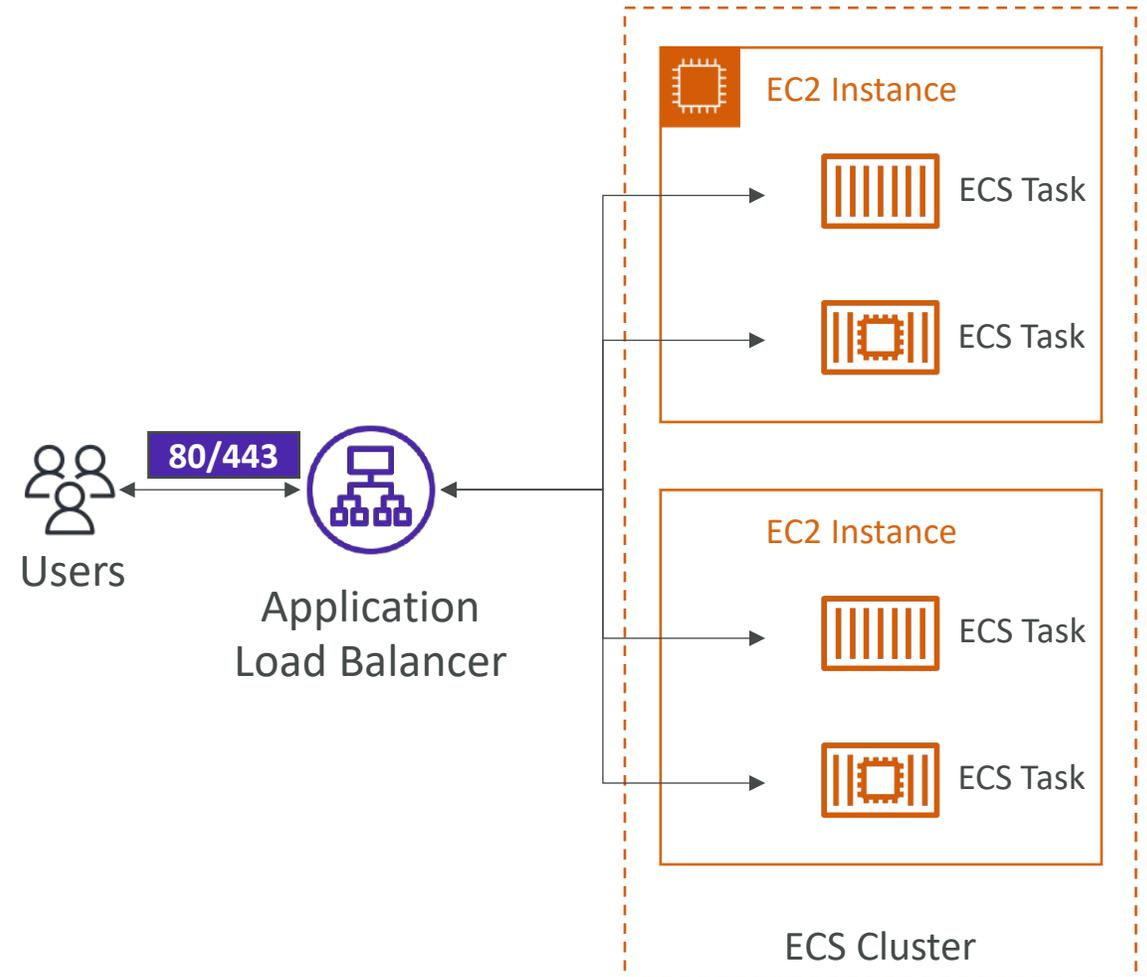 EC2 Instance
ECS Task
ECS Task
80/443
Users
Application
Load Balancer
EC2 Instance
ECS Task
ECS Task
ECS Cluster